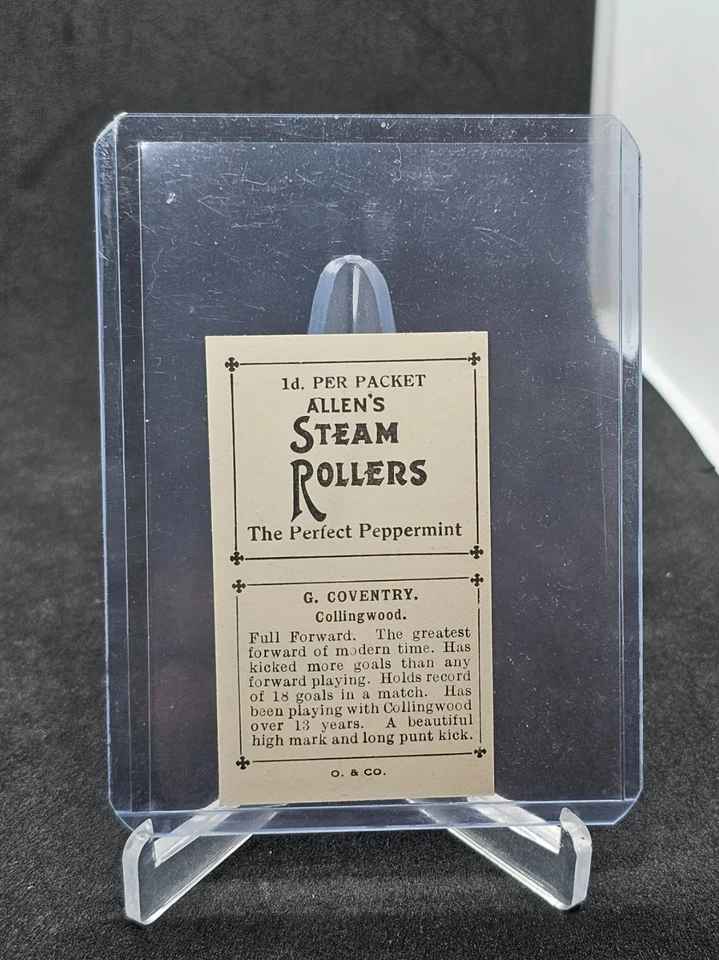 1d. PER PACKET
ALLEN'S
STEAM
ROLLERS
The Perfect Peppermint
G. COVENTRY.
Collingwood.
Full Forward. The greatest
forward of modern time. Has
kicked more goals than any
forward playing. Holds record
of 18 goals in a match. Has
been playing with Collingwood
over 13 years. A beautiful
high mark and long punt kick.
O. & CO.